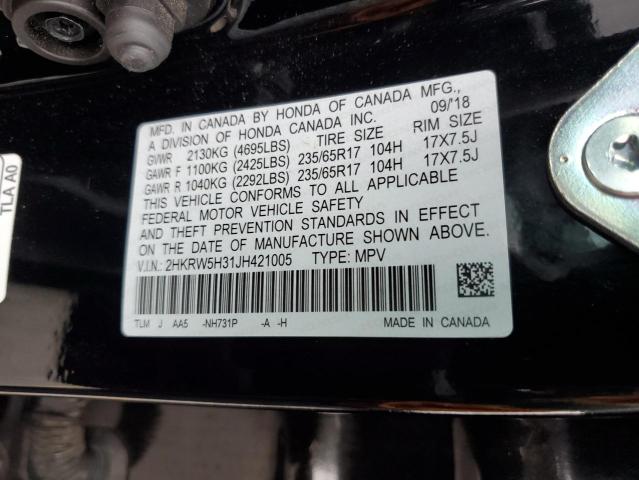 MFD. IN CANADA BY HONDA OF CANADA MFG.,
A DIVISION OF HONDA CANADA INC. 09/'18
GVWR 2130KG (4695LBS) TIRE SIZE RIM SIZE
GAWR F 1100KG (2425LBS) 235/65R17 104H 17X7.5J
GAWR R 1040KG (2292LBS) 235/65R17 104H 17X7.5J
THIS VEHICLE CONFORMS TO ALL APPLICABLE
FEDERAL MOTOR VEHICLE SAFETY
AND THEFT PREVENTION STANDARDS IN EFFECT
ON THE DATE OF MANUFACTURE SHOWN ABOVE.
V.I.N.: 2HKRW5H31JH421005 TYPE: MPV
TLM J AA5 -NH731P -A -H MADE IN CANADA
TLA A0